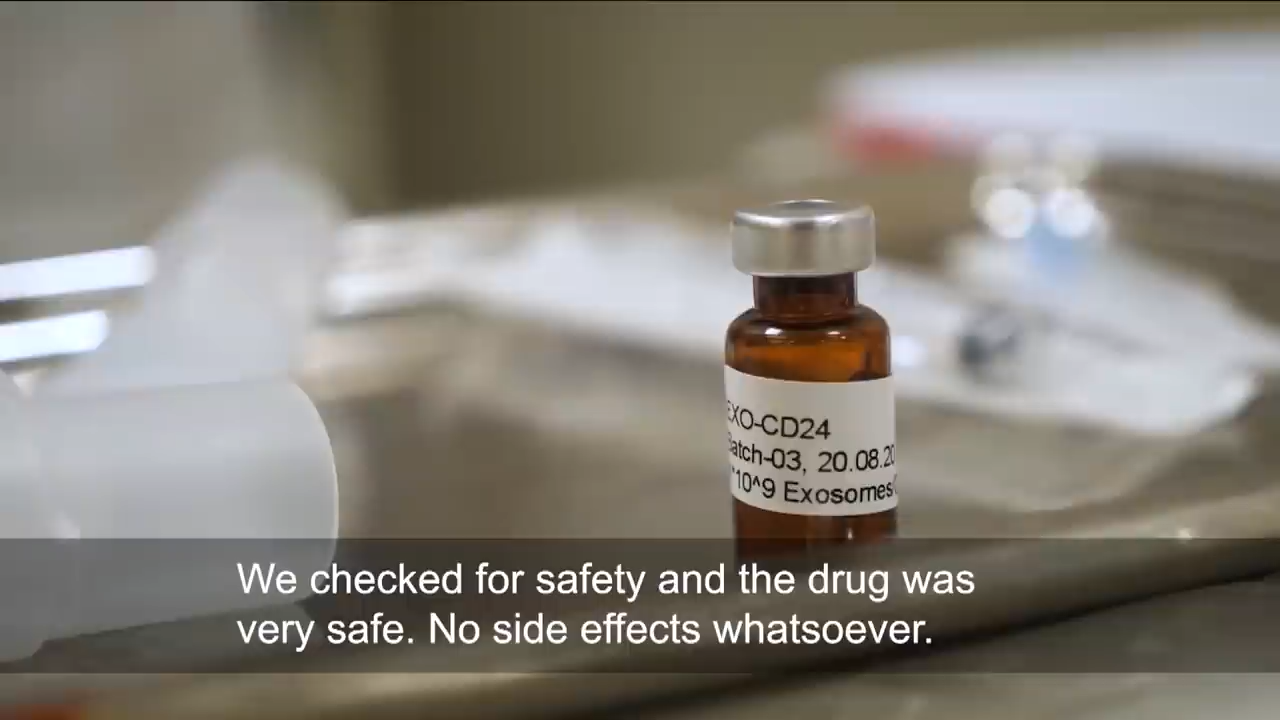 EXO-CD24
Batch-03, 20.08.20
*10^9 Exosomes/
We checked for safety and the drug was
very safe. No side effects whatsoever.